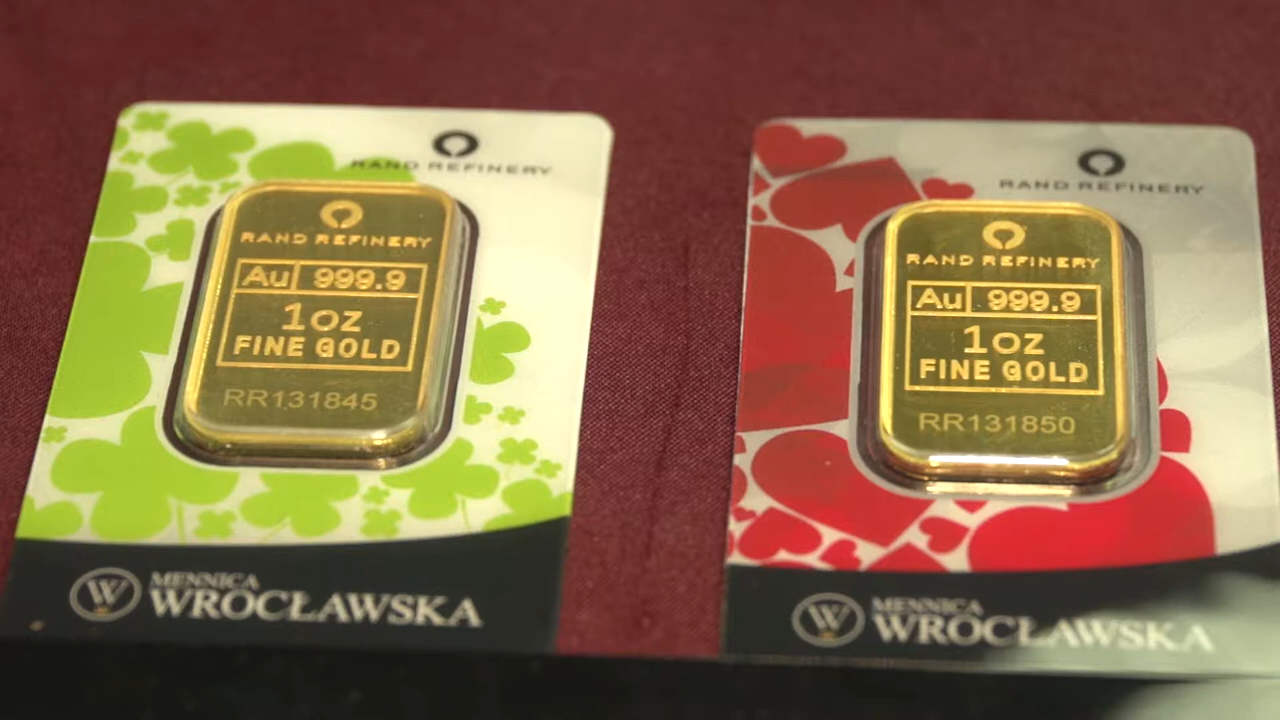 RAND REFINERY
RAND REFINERY
Au 999.9
1oz
FINE GOLD
RR131845
W
MENNICA
WROCŁAWSKA
RAND REFINERY
RAND REFINERY
Au 999.9
1oz
FINE GOLD
RR131850
W
MENNICA
WROCŁAWSKA